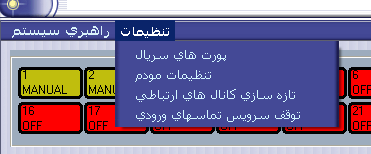 تنظيمات راهبري سيستم
پورت هاي سريال
تنظيمات مودم
تازه سازي كانال هاي ارتباطي
توقف سرويس تماسهاي ورودي
1 2 6
MANUAL MANUAL OFF
16 17 21
OFF OFF OFF